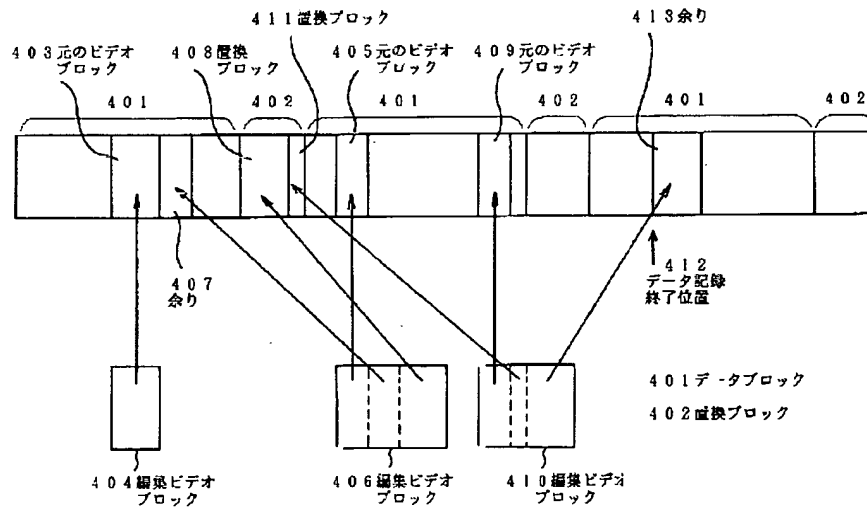 411置換ブロック
403元のビデオ
ブロック
408置換
ブロック
405元のビデオ
ブロック
409元のビデオ
ブロック
413余り
401
402
401
402
401
402
407
余り
412
データ記録
終了位置
404編集ビデオ
ブロック
406編集ビデオ
ブロック
410編集ビデオ
ブロック
401データブロック
402置換ブロック